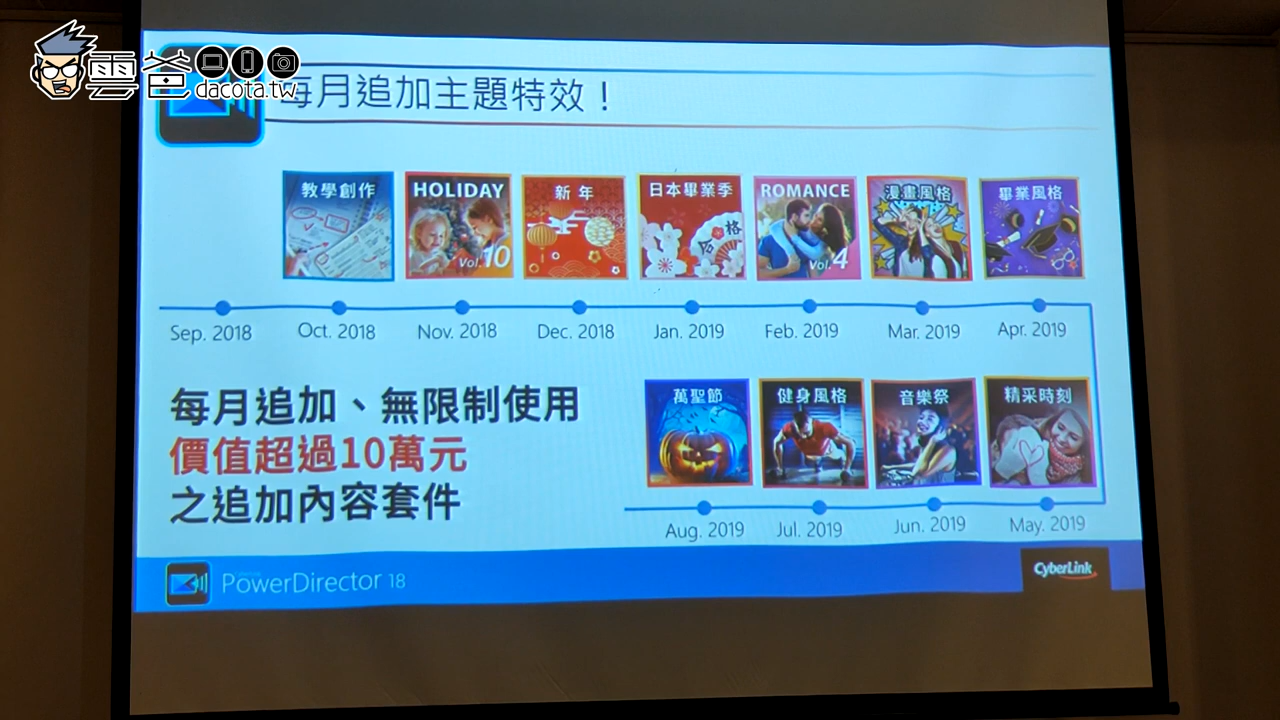 雲爸
dacota.tw
每月追加主題特效！
教學創作
HOLIDAY
Vol.10
新年
日本畢業季
合格
ROMANCE
Vol.4
漫畫風格
畢業風格
Sep. 2018
Oct. 2018
Nov. 2018
Dec. 2018
Jan. 2019
Feb. 2019
Mar. 2019
Apr. 2019
每月追加、無限制使用
價值超過10萬元
之追加內容套件
萬聖節
健身風格
音樂祭
精采時刻
Aug. 2019
Jul. 2019
Jun. 2019
May. 2019
PowerDirector 18
CyberLink